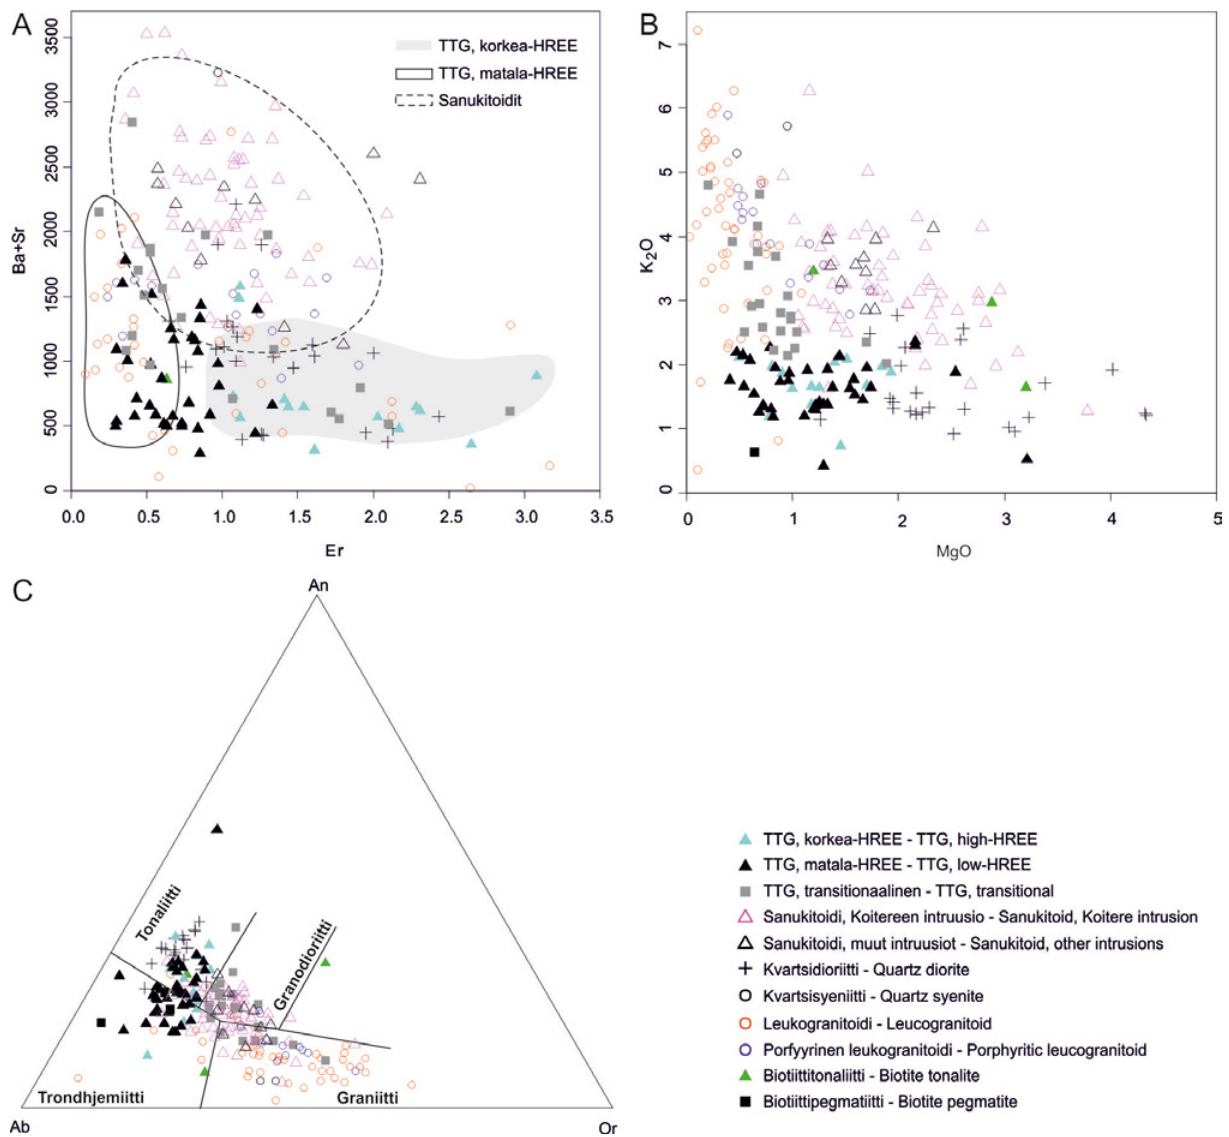 A
Ba+Sr
3500
3000
2500
2000
1500
1000
500
0
0.0 0.5 1.0 1.5 2.0 2.5 3.0 3.5
Er
TTG, korkea-HREE
TTG, matala-HREE
Sanukitoidit
B
K2O
7
6
5
4
3
2
1
0
0 1 2 3 4 5
MgO
C
An
Tonaliitti
Granodioriitti
Trondhjemiitti
Graniitti
Ab
Or
TTG, korkea-HREE - TTG, high-HREE
TTG, matala-HREE - TTG, low-HREE
TTG, transitionaalinen - TTG, transitional
Sanukitoidi, Koitereen intruusio - Sanukitoid, Koitere intrusion
Sanukitoidi, muut intruusiot - Sanukitoid, other intrusions
Kvartsidioriitti - Quartz diorite
Kvartsisyeniitti - Quartz syenite
Leukogranitoidi - Leucogranitoid
Porfyyrinen leukogranitoidi - Porphyritic leucogranitoid
Biotiittitonaliitti - Biotite tonalite
Biotiittipegmatiitti - Biotite pegmatite